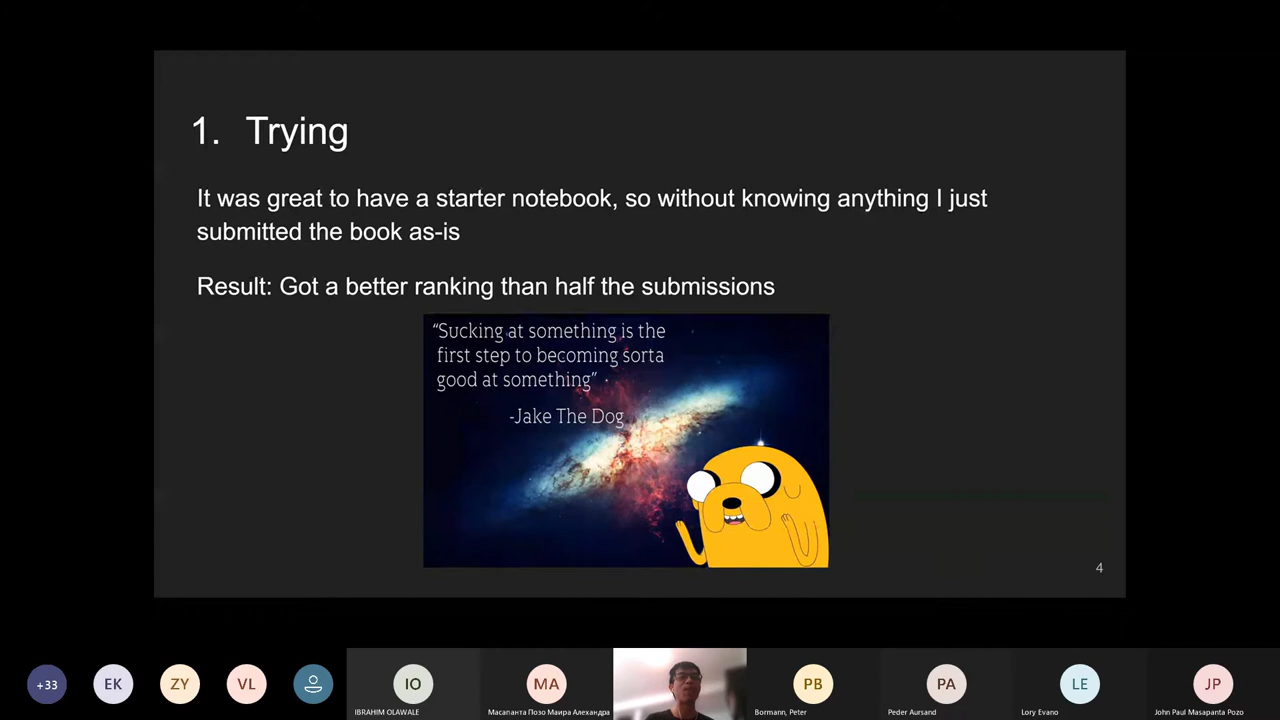 1. Trying
It was great to have a starter notebook, so without knowing anything I just
submitted the book as-is
Result: Got a better ranking than half the submissions
“Sucking at something is the
first step to becoming sorta
good at something”
-Jake The Dog
4
+33
EK
ZY
VL
IO
IBRAHIM OLAWALE
MA
Масапанта Позо Маира Алехандра
PB
Bormann, Peter
PA
Peder Aursand
LE
Lory Evano
JP
John Paul Masapanta Pozo